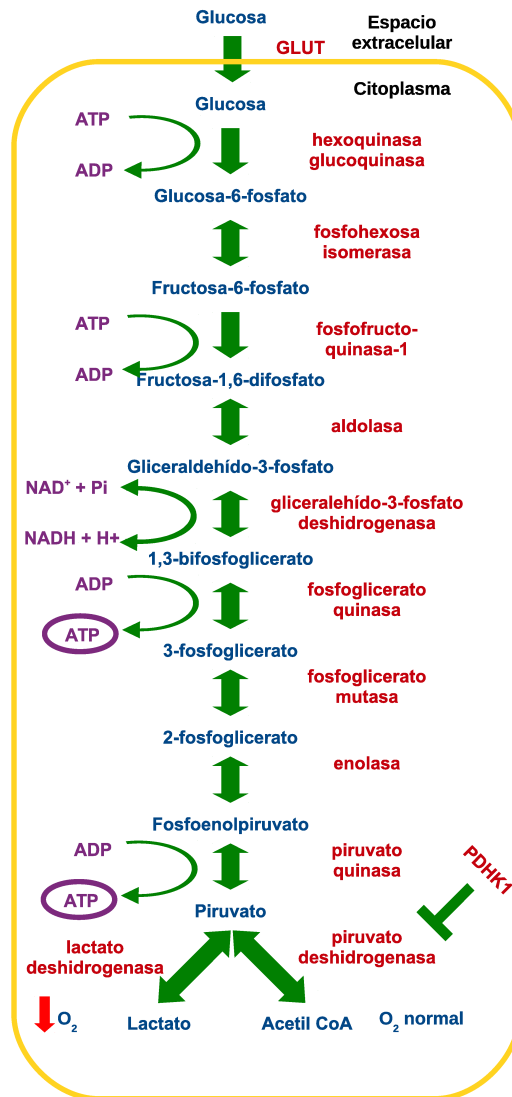 Glucosa
Espacio
extracelular
GLUT
Citoplasma
Glucosa
ATP
ADP
hexoquinasa
glucoquinasa
Glucosa-6-fosfato
fosfohexosa
isomerasa
Fructosa-6-fosfato
ATP
ADP
fosfofructo-
quinasa-1
Fructosa-1,6-difosfato
aldolasa
Gliceraldehído-3-fosfato
NAD⁺ + Pi
NADH + H+
gliceralehído-3-fosfato
deshidrogenasa
1,3-bifosfoglicerato
ADP
ATP
fosfoglicerato
quinasa
3-fosfoglicerato
fosfoglicerato
mutasa
2-fosfoglicerato
enolasa
Fosfoenolpiruvato
ADP
ATP
piruvato
quinasa
PDHK1
Piruvato
lactato
deshidrogenasa
piruvato
deshidrogenasa
O₂
Lactato
Acetil CoA
O₂ normal